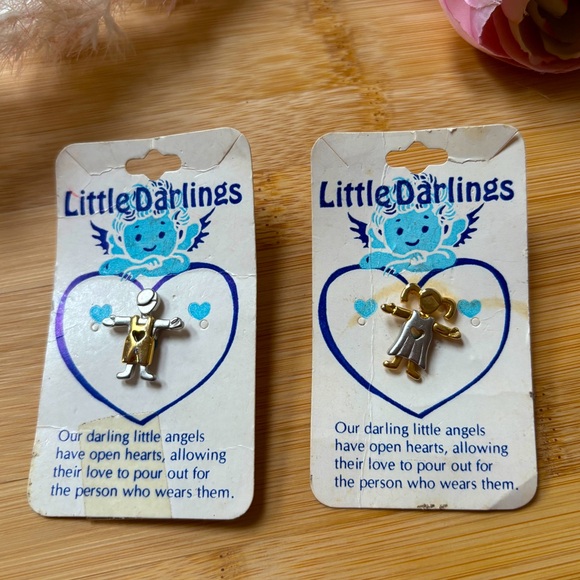 Little Darlings
Our darling little angels
have open hearts, allowing
their love to pour out for
the person who wears them.
Little Darlings
Our darling little angels
have open hearts, allowing
their love to pour out for
the person who wears them.